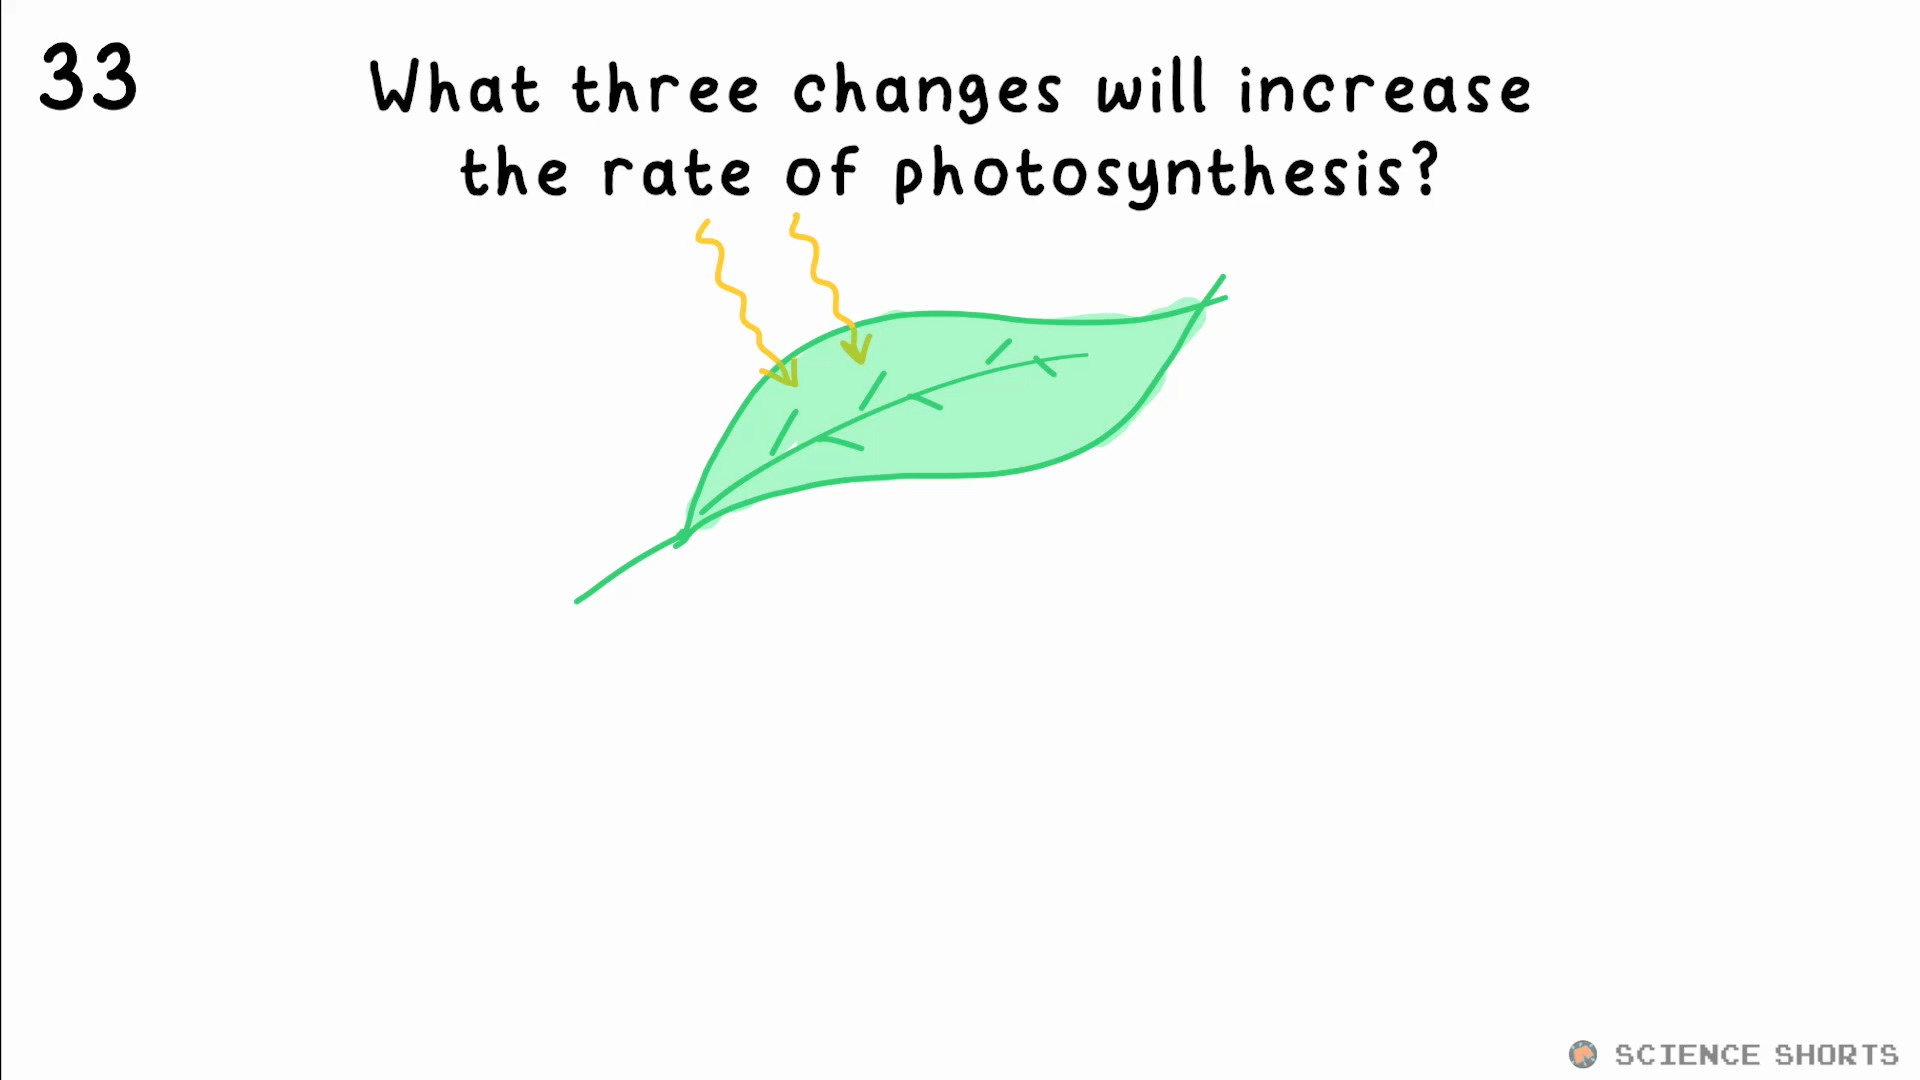 33
What three changes will increase
the rate of photosynthesis?
SCIENCE SHORTS